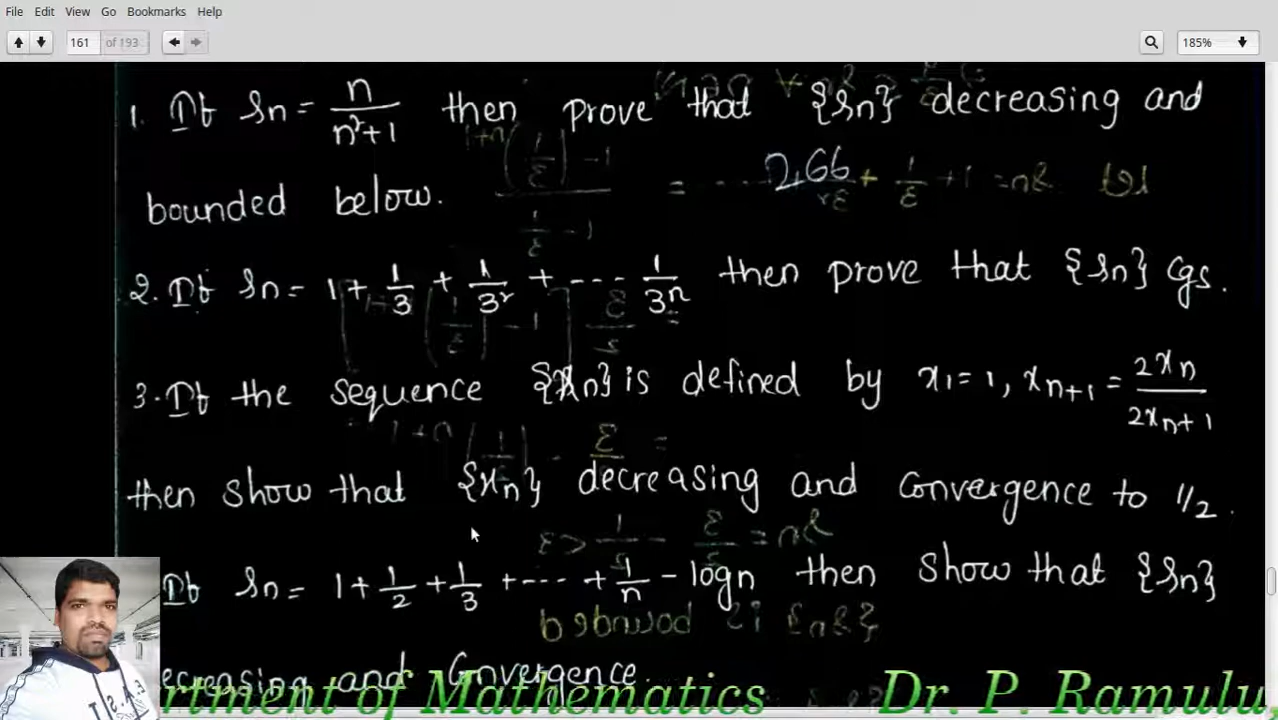 File Edit View Go Bookmarks Help
161 of 193 185%
1. If Sn = n/(n²+1) then prove that {Sn} decreasing and
bounded below.
2. If Sn = 1 + 1/3 + 1/3² + --- 1/3ⁿ then prove that {Sn} cgs.
3. If the sequence {xn} is defined by x₁=1, xₙ₊₁ = 2xₙ/(2xₙ+1)
then show that {xn} decreasing and Convergence to 1/2.
If Sn = 1 + 1/2 + 1/3 + --- + 1/n - logn then show that {Sn}
ecreasing and Convergence.
rtment of Mathematics Dr. P. Ramulu,